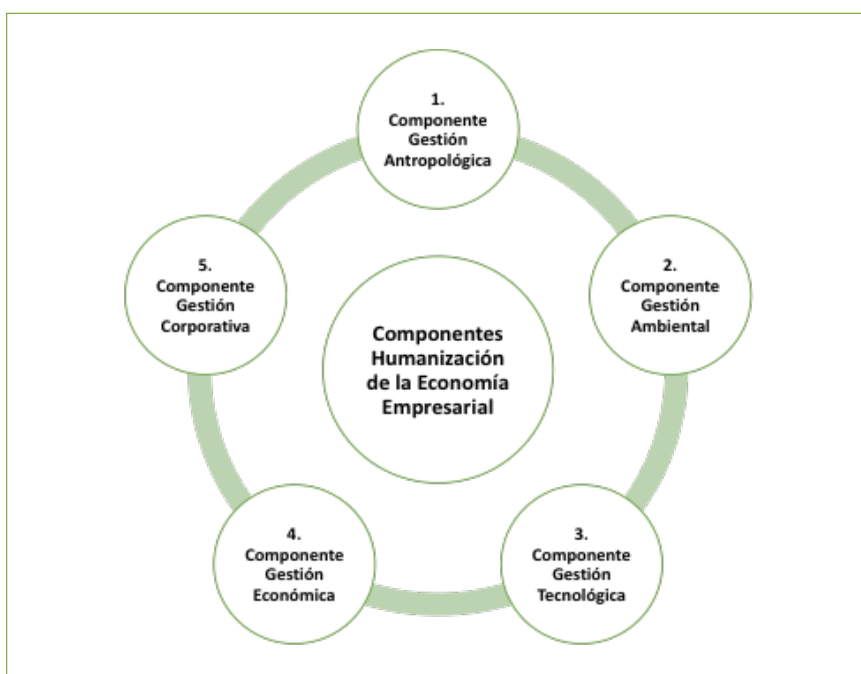 1.
Componente
Gestión
Antropológica
2.
Componente
Gestión
Ambiental
3.
Componente
Gestión
Tecnológica
4.
Componente
Gestión
Económica
5.
Componente
Gestión
Corporativa
Componentes
Humanización
de la Economía
Empresarial